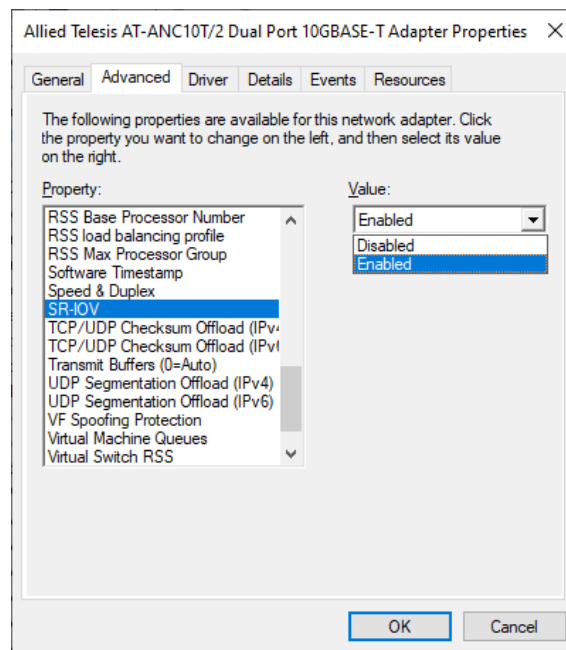 Allied Telesis AT-ANC10T/2 Dual Port 10GBASE-T Adapter Properties
General Advanced Driver Details Events Resources
The following properties are available for this network adapter. Click
the property you want to change on the left, and then select its value
on the right.
Property:
RSS Base Processor Number
RSS load balancing profile
RSS Max Processor Group
Software Timestamp
Speed & Duplex
SR-IOV
TCP/UDP Checksum Offload (IPv
TCP/UDP Checksum Offload (IPv
Transmit Buffers (0=Auto)
UDP Segmentation Offload (IPv4)
UDP Segmentation Offload (IPv6)
VF Spoofing Protection
Virtual Machine Queues
Virtual Switch RSS
Value:
Enabled
Disabled
Enabled
OK Cancel